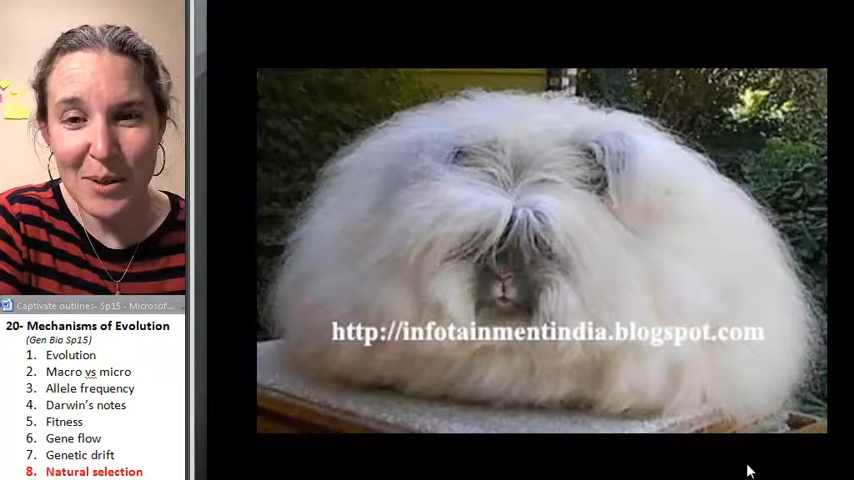 Captivate outlines- Sp15 - Microsof...
20- Mechanisms of Evolution
(Gen Bio Sp15)
1. Evolution
2. Macro vs micro
3. Allele frequency
4. Darwin's notes
5. Fitness
6. Gene flow
7. Genetic drift
8. Natural selection
http://infotainmentindia.blogspot.com